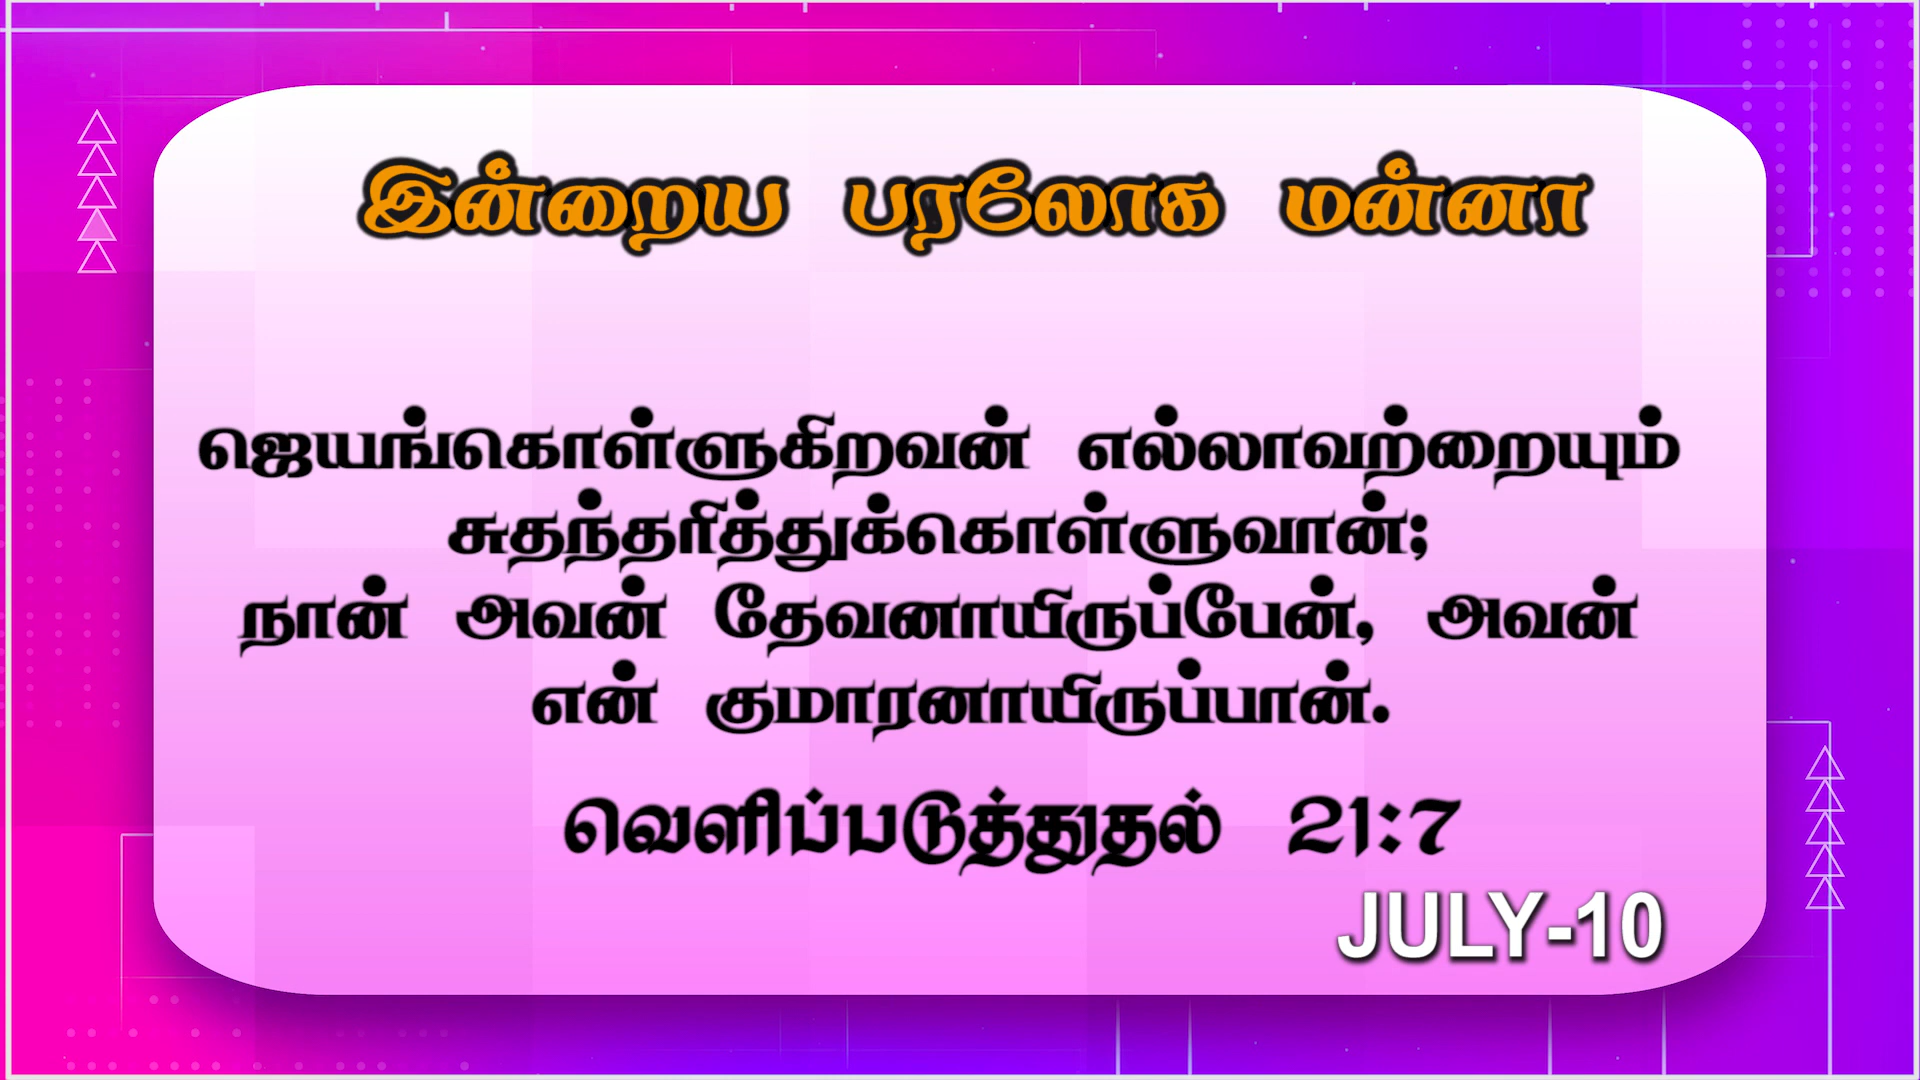 இன்றைய பரலோக மன்னா
ஜெயங்கொள்ளுகிறவன் எல்லாவற்றையும்
சுதந்தரித்துக்கொள்ளுவான்;
நான் அவன் தேவனாயிருப்பேன், அவன்
என் குமாரனாயிருப்பான்.
வெளிப்படுத்துதல் 21:7
JULY-10